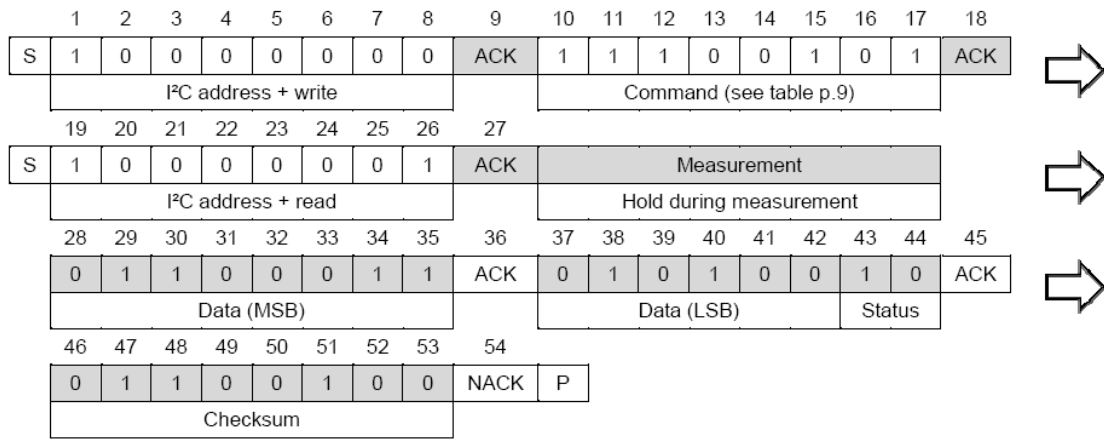 1 2 3 4 5 6 7 8 9 10 11 12 13 14 15 16 17 18
S 1 0 0 0 0 0 0 0 ACK 1 1 1 0 0 1 0 1 ACK
I²C address + write Command (see table p.9)
19 20 21 22 23 24 25 26 27
S 1 0 0 0 0 0 0 1 ACK Measurement
I²C address + read Hold during measurement
28 29 30 31 32 33 34 35 36 37 38 39 40 41 42 43 44 45
0 1 1 0 0 0 1 1 ACK 0 1 0 1 0 0 1 0 ACK
Data (MSB) Data (LSB) Status
46 47 48 49 50 51 52 53 54
0 1 1 0 0 1 0 0 NACK P
Checksum